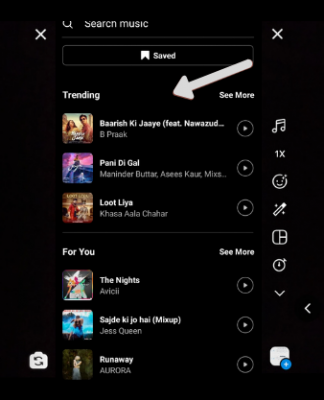 Search music
Saved
Trending
See More
Baarish Ki Jaaye (feat. Nawazud...
B Praak
Pani Di Gal
Maninder Buttar, Asees Kaur, Mixs...
Loot Liya
Khasa Aala Chahar
1X
For You
See More
The Nights
Avicii
Sajde ki jo hai (Mixup)
Jess Queen
Runaway
AURORA